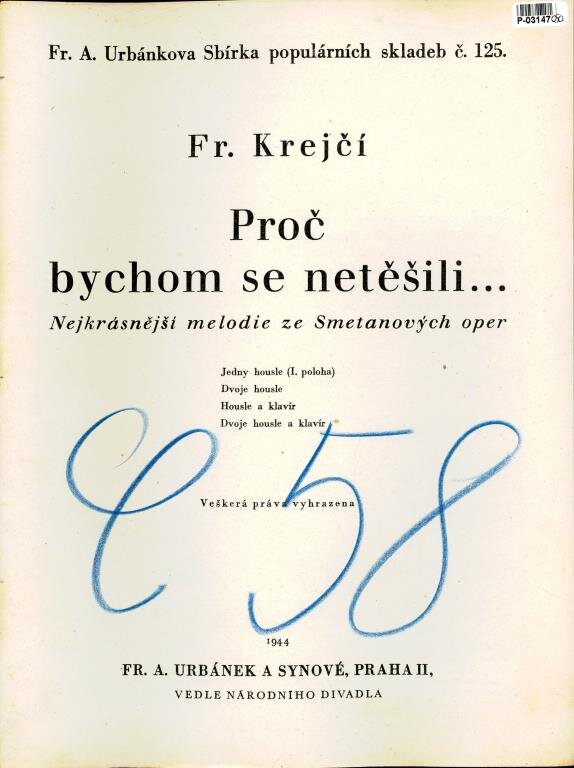 P-0314700
Fr. A. Urbánkova Sbírka populárních skladeb č. 125.
Fr. Krejčí
Proč
bychom se netěšili...
Nejkrásnější melodie ze Smetanových oper
Jedny housle (I. poloha)
Dvoje housle
Housle a klavír
Dvoje housle a klavír
C 58
Veškerá práva vyhrazena
1944
FR. A. URBÁNEK A SYNOVÉ, PRAHA II,
VEDLE NÁRODNÍHO DIVADLA